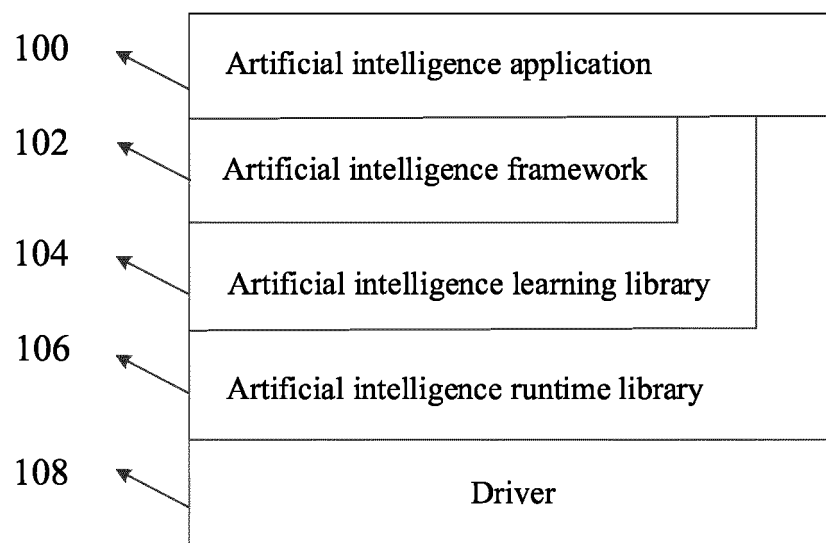 100 Artificial intelligence application
102 Artificial intelligence framework
104 Artificial intelligence learning library
106 Artificial intelligence runtime library
108 Driver